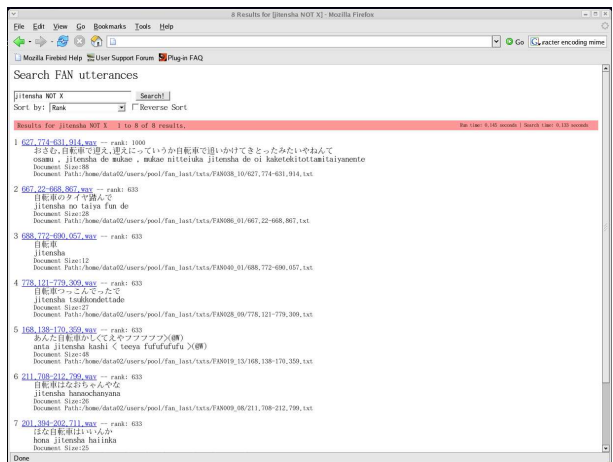 8 Results for [jitensha NOT X] - Mozilla Firefox
File Edit View Go Bookmarks Tools Help
Go racter encoding mime
Mozilla Firebird Help User Support Forum Plug-in FAQ
Search FAN utterances
jitensha NOT X Search!
Sort by: Rank Reverse Sort
Results for jitensha NOT X 1 to 8 of 8 results. Run time: 0.145 seconds | Search time: 0.135 seconds
1 627,774-631,914.wav -- rank: 1000
おさむ,自転車で迎え,迎えにっていうか自転車で追いかけてきとったみたいやねんて
osamu , jitensha de mukae , mukae nitteiuka jitensha de oi kaketekitottamitaiyanente
Document Size:88
Document Path:/home/data02/users/pool/fan_last/txts/FAN038_10/627,774-631,914.txt
2 667,22-668,867.wav -- rank: 633
自転車のタイヤ踏んで
jitensha no taiya fun de
Document Size:28
Document Path:/home/data02/users/pool/fan_last/txts/FAN086_01/667,22-668,867.txt
3 688,772-690,057.wav -- rank: 633
自転車
jitensha
Document Size:12
Document Path:/home/data02/users/pool/fan_last/txts/FAN040_01/688,772-690,057.txt
4 778,121-779,309.wav -- rank: 633
自転車つっこんでったで
jitensha tsukkondettade
Document Size:27
Document Path:/home/data02/users/pool/fan_last/txts/FAN028_09/778,121-779,309.txt
5 168,138-170,359.wav -- rank: 633
あんた自転車かしくてえやフフフフフ>(@W)
anta jitensha kashi < teeya fufufufufu >(@W)
Document Size:48
Document Path:/home/data02/users/pool/fan_last/txts/FAN019_13/168,138-170,359.txt
6 211,708-212,799.wav -- rank: 633
自転車はなおちゃんやな
jitensha hanaochanyana
Document Size:26
Document Path:/home/data02/users/pool/fan_last/txts/FAN009_08/211,708-212,799.txt
7 201,394-202,711.wav -- rank: 633
ほな自転車はいいんか
hona jitensha haiinka
Document Size:25
Done